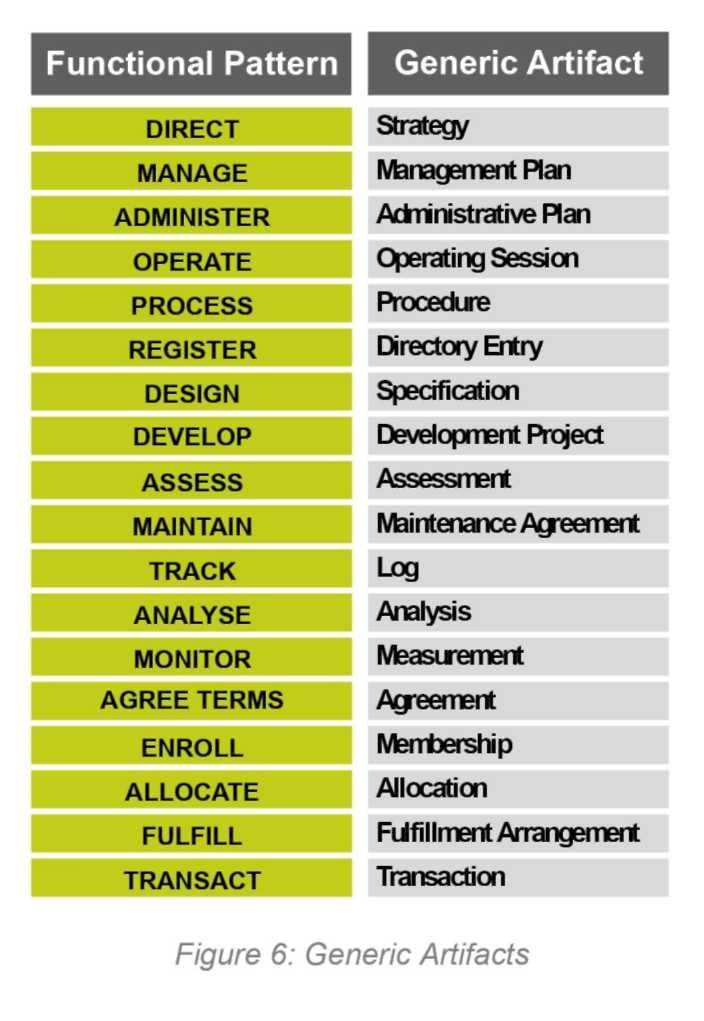 Functional Pattern Generic Artifact
DIRECT Strategy
MANAGE Management Plan
ADMINISTER Administrative Plan
OPERATE Operating Session
PROCESS Procedure
REGISTER Directory Entry
DESIGN Specification
DEVELOP Development Project
ASSESS Assessment
MAINTAIN Maintenance Agreement
TRACK Log
ANALYSE Analysis
MONITOR Measurement
AGREE TERMS Agreement
ENROLL Membership
ALLOCATE Allocation
FULFILL Fulfillment Arrangement
TRANSACT Transaction
Figure 6: Generic Artifacts